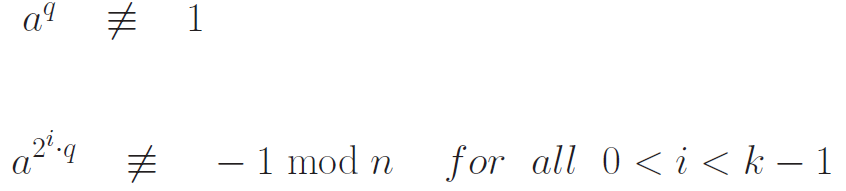 a^q ≢ 1
a^{2^i·q} ≢ − 1 mod n for all 0 < i < k − 1